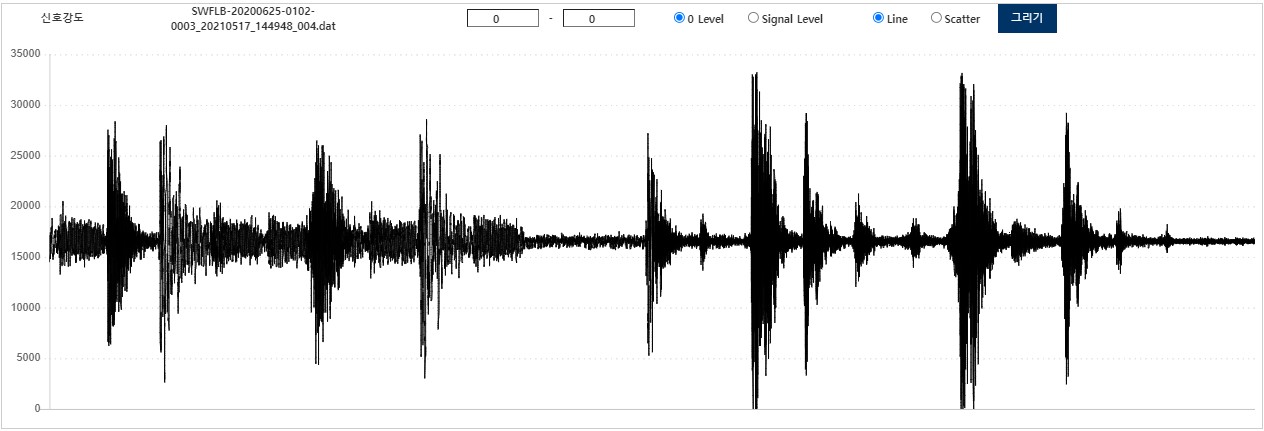 신호강도
SWFLB-20200625-0102-
0003_20210517_144948_004.dat
0 - 0
0 Level Signal Level
Line Scatter
그리기
35000
30000
25000
20000
15000
10000
5000
0